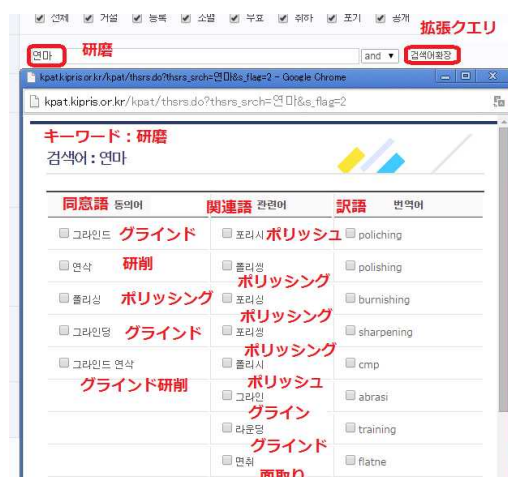 전체 거절 등록 소멸 무효 취하 포기 공개
拡張クエリ
연마 研磨 and 검색어확장
kpat.kipris.or.kr/kpat/thsrs.do?thsrs_srch=연마&s_flag=2 - Google Chrome
kpat.kipris.or.kr/kpat/thsrs.do?thsrs_srch=연마&s_flag=2
キーワード：研磨
검색어 : 연마
同意語 동의어 関連語 관련어 訳語 번역어
그라인드 グラインド 포리시 ポリッシュ poliching
연삭 研削 폴리씽 ポリッシング polishing
폴리싱 ポリッシング 포리싱 ポリッシング burnishing
그라인딩 グラインド 포리씽 ポリッシング sharpening
그라인드 연삭 グラインド研削 폴리시 ポリッシュ cmp
그라인 グライン abrasi
라운딩 グラインド training
면취 面取り flatne